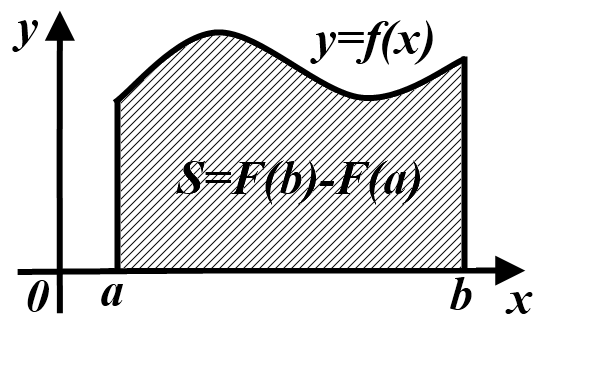 y
y=f(x)
S=F(b)-F(a)
0 a b x